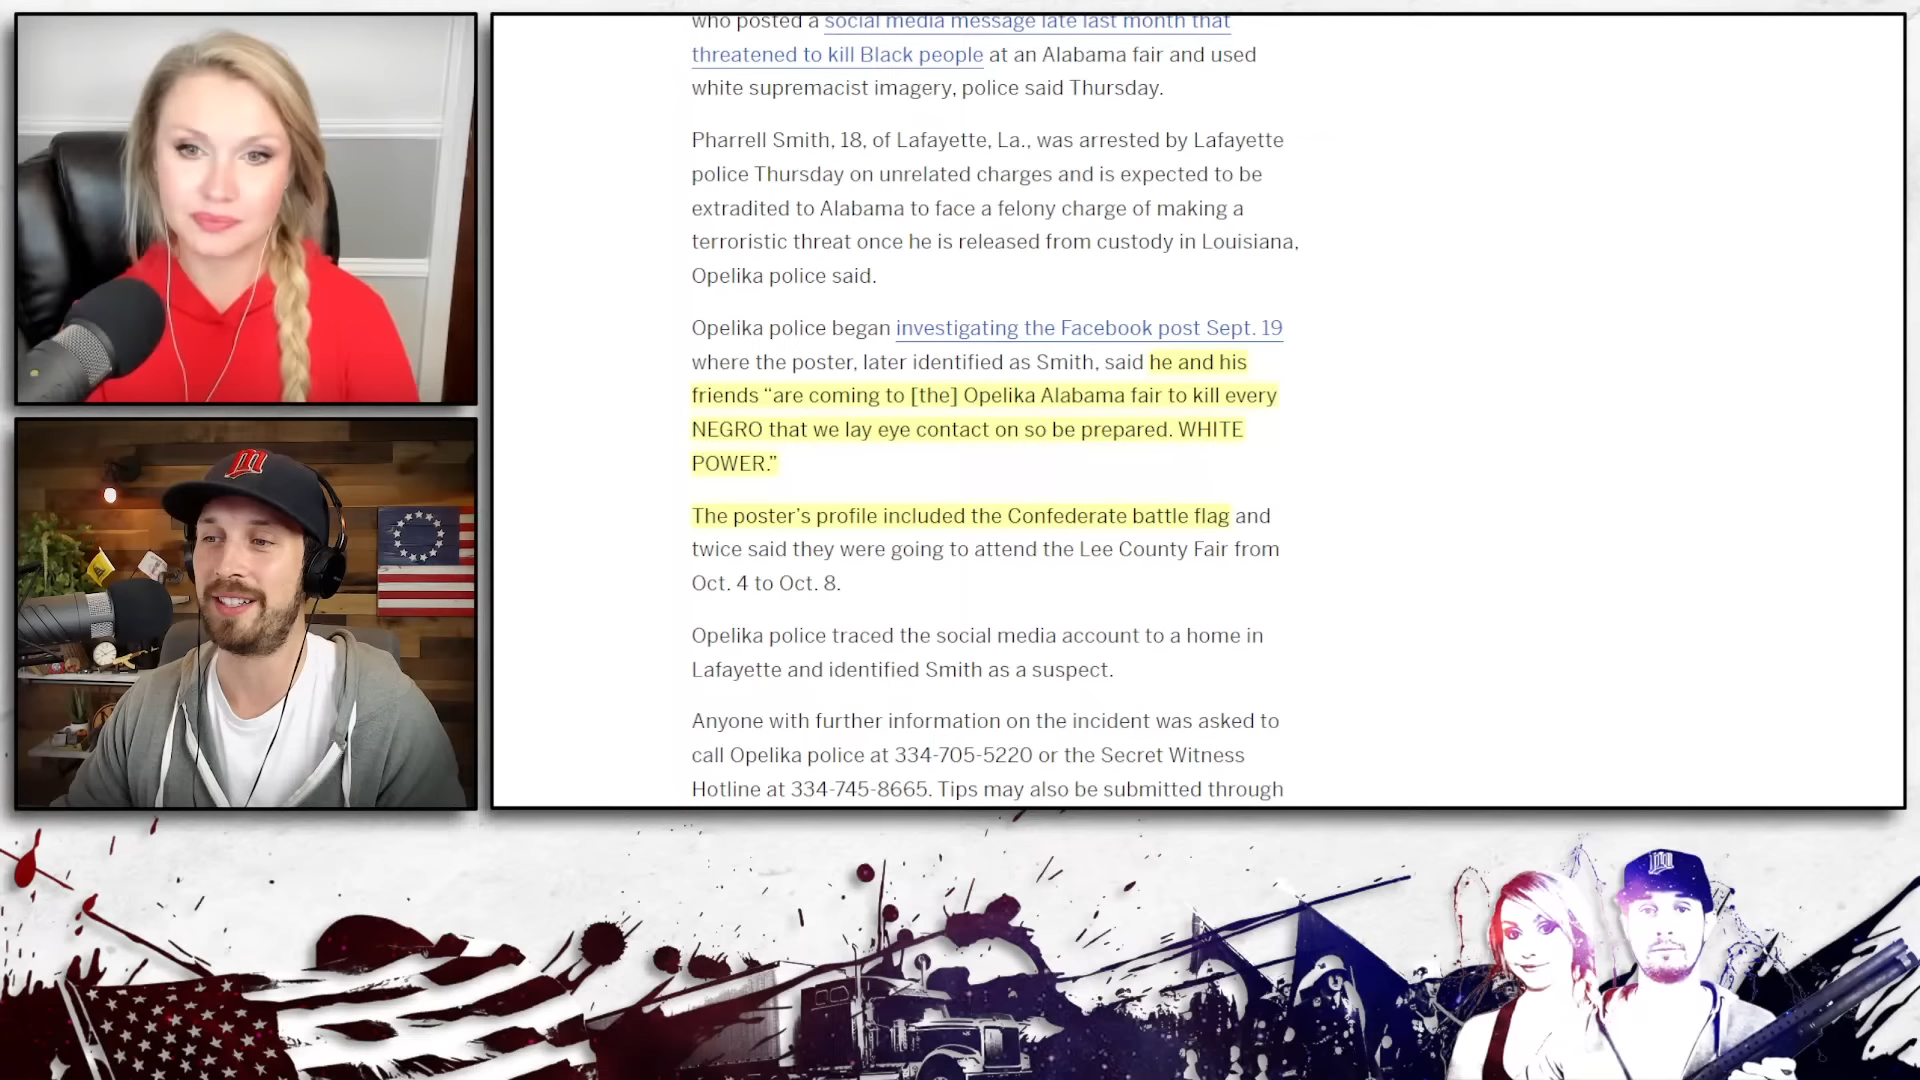 who posted a social media message late last month that
threatened to kill Black people at an Alabama fair and used
white supremacist imagery, police said Thursday.
Pharrell Smith, 18, of Lafayette, La., was arrested by Lafayette
police Thursday on unrelated charges and is expected to be
extradited to Alabama to face a felony charge of making a
terroristic threat once he is released from custody in Louisiana,
Opelika police said.
Opelika police began investigating the Facebook post Sept. 19
where the poster, later identified as Smith, said he and his
friends “are coming to [the] Opelika Alabama fair to kill every
NEGRO that we lay eye contact on so be prepared. WHITE
POWER.”
The poster’s profile included the Confederate battle flag and
twice said they were going to attend the Lee County Fair from
Oct. 4 to Oct. 8.
Opelika police traced the social media account to a home in
Lafayette and identified Smith as a suspect.
Anyone with further information on the incident was asked to
call Opelika police at 334-705-5220 or the Secret Witness
Hotline at 334-745-8665. Tips may also be submitted through